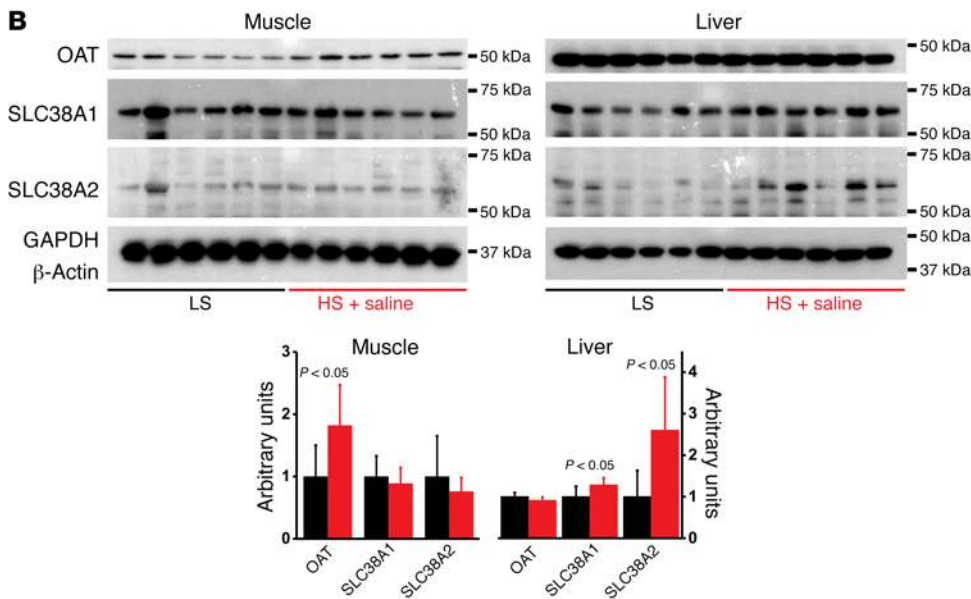 B
Muscle
Liver
OAT
50 kDa
50 kDa
SLC38A1
75 kDa
50 kDa
75 kDa
50 kDa
SLC38A2
75 kDa
50 kDa
75 kDa
50 kDa
GAPDH
β-Actin
37 kDa
50 kDa
37 kDa
LS
HS + saline
LS
HS + saline
Muscle
Liver
Arbitrary units
3
2
1
0
P < 0.05
P < 0.05
P < 0.05
4
3
2
1
0
Arbitrary units
OAT
SLC38A1
SLC38A2
OAT
SLC38A1
SLC38A2